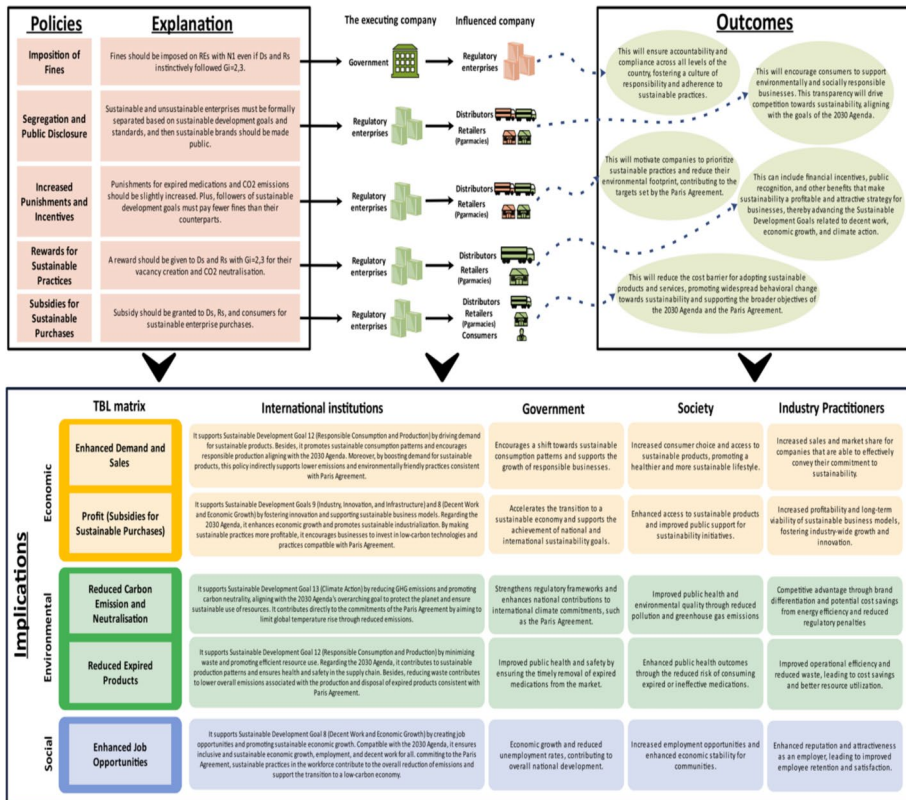 Policies
Explanation
The executing company
Influenced company
Outcomes
Imposition of
Fines
Fines should be imposed on REs with N1 even if Ds and Rs
instinctively followed Gi=2,3.
Government
Regulatory
enterprises
This will ensure accountability and
compliance across all levels of the
country, fostering a culture of
responsibility and adherence to
sustainable practices.
Segregation and
Public Disclosure
Sustainable and unsustainable enterprises must be formally
separated based on sustainable development goals and
standards, and then sustainable brands should be made
public.
Regulatory
enterprises
Distributors
Retailers
(Pgarmacies)
This will encourage consumers to support
environmentally and socially responsible
businesses. This transparency will drive
competition towards sustainability, aligning
with the goals of the 2030 Agenda.
Increased
Punishments and
Incentives
Punishments for expired medications and CO2 emissions
should be slightly increased. Plus, followers of sustainable
development goals must pay fewer fines than their
counterparts.
Regulatory
enterprises
Distributors
Retailers
(Pgarmacies)
This will motivate companies to prioritize
sustainable practices and reduce their
environmental footprint, contributing to the
targets set by the Paris Agreement.
Rewards for
Sustainable
Practices
A reward should be given to Ds and Rs with Gi=2,3 for their
vacancy creation and CO2 neutralisation.
Regulatory
enterprises
Distributors
Retailers
(Pgarmacies)
This can include financial incentives, public
recognition, and other benefits that make
sustainability a profitable and attractive strategy for
businesses, thereby advancing the Sustainable
Development Goals related to decent work,
economic growth, and climate action.
Subsidies for
Sustainable
Purchases
Subsidy should be granted to Ds, Rs, and consumers for
sustainable enterprise purchases.
Regulatory
enterprises
Distributors
Retailers
(Pgarmacies)
Consumers
This will reduce the cost barrier for adopting sustainable
products and services, promoting widespread behavioral change
towards sustainability and supporting the broader objectives of
the 2030 Agenda and the Paris Agreement.
Implications
TBL matrix
International institutions
Government
Society
Industry Practitioners
Economic
Enhanced Demand and
Sales
It supports Sustainable Development Goal 12 (Responsible Consumption and Production) by driving demand
for sustainable products. Besides, it promotes sustainable consumption patterns and encourages
responsible production aligning with the 2030 Agenda. Moreover, by boosting demand for sustainable
products, this policy indirectly supports lower emissions and environmentally friendly practices consistent
with Paris Agreement.
Encourages a shift towards sustainable
consumption patterns and supports the
growth of responsible businesses.
Increased consumer choice and access
to sustainable products, promoting a
healthier and more sustainable lifestyle.
Increased sales and market share for
companies that are able to effectively
convey their commitment to
sustainability.
Profit (Subsidies for
Sustainable Purchases)
It supports Sustainable Development Goals 9 (Industry, Innovation, and Infrastructure) and 8 (Decent Work
and Economic Growth) by fostering innovation and supporting sustainable business models. Regarding the
2030 Agenda, it enhances economic growth and promotes sustainable industrialization. By making
sustainable practices more profitable, it encourages businesses to invest in low-carbon technologies and
practices compatible with Paris Agreement.
Accelerates the transition to a
sustainable economy and supports the
achievement of national and
international sustainability goals.
Enhanced access to sustainable products
and improved public support for
sustainability initiatives.
Increased profitability and long-term
viability of sustainable business models,
fostering industry-wide growth and
innovation.
Environmental
Reduced Carbon
Emission and
Neutralisation
It supports Sustainable Development Goal 13 (Climate Action) by reducing GHG emissions and promoting
carbon neutrality, aligning with the 2030 Agenda's overarching goal to protect the planet and ensure
sustainable use of resources. It contributes directly to the commitments of the Paris Agreement by aiming to
limit global temperature rise through reduced emissions.
Strengthens regulatory frameworks and
enhances national contributions to
international climate commitments, such
as the Paris Agreement.
Improved public health and
environmental quality through reduced
pollution and greenhouse gas emissions
Competitive advantage through brand
differentiation and potential cost savings
from energy efficiency and reduced
regulatory penalties
Reduced Expired
Products
It supports Sustainable Development Goal 12 (Responsible Consumption and Production) by minimizing
waste and promoting efficient resource use. Regarding the 2030 Agenda, it contributes to sustainable
production patterns and ensures health and safety in the supply chain. Besides, reducing waste contributes
to lower overall emissions associated with the production and disposal of expired products consistent with
Paris Agreement.
Improved public health and safety by
ensuring the timely removal of expired
medications from the market.
Enhanced public health outcomes
through the reduced risk of consuming
expired or ineffective medications.
Improved operational efficiency and
reduced waste, leading to cost savings
and better resource utilization.
Social
Enhanced Job
Opportunities
It supports Sustainable Development Goal 8 (Decent Work and Economic Growth) by creating job
opportunities and promoting sustainable economic growth. Compatible with the 2030 Agenda, it ensures
inclusive and sustainable economic growth, employment, and decent work for all. commiting to the Paris
Agreement, sustainable practices in the workforce contribute to the overall reduction of emissions and
support the transition to a low-carbon economy.
Economic growth and reduced
unemployment rates, contributing to
overall national development.
Increased employment opportunities and
enhanced economic stability for
communities.
Enhanced reputation and attractiveness
as an employer, leading to improved
employee retention and satisfaction.